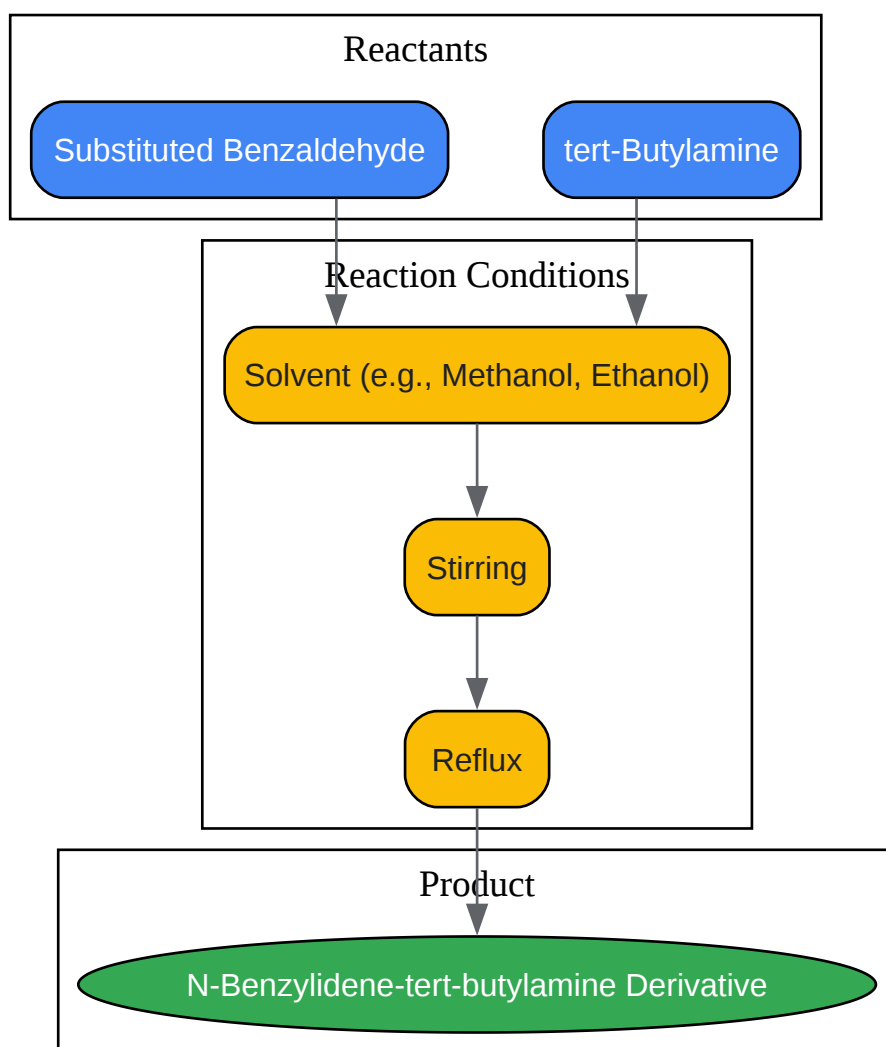 Reactants
Substituted Benzaldehyde
tert-Butylamine
Reaction Conditions
Solvent (e.g., Methanol, Ethanol)
Stirring
Reflux
Product
N-Benzylidene-tert-butylamine Derivative